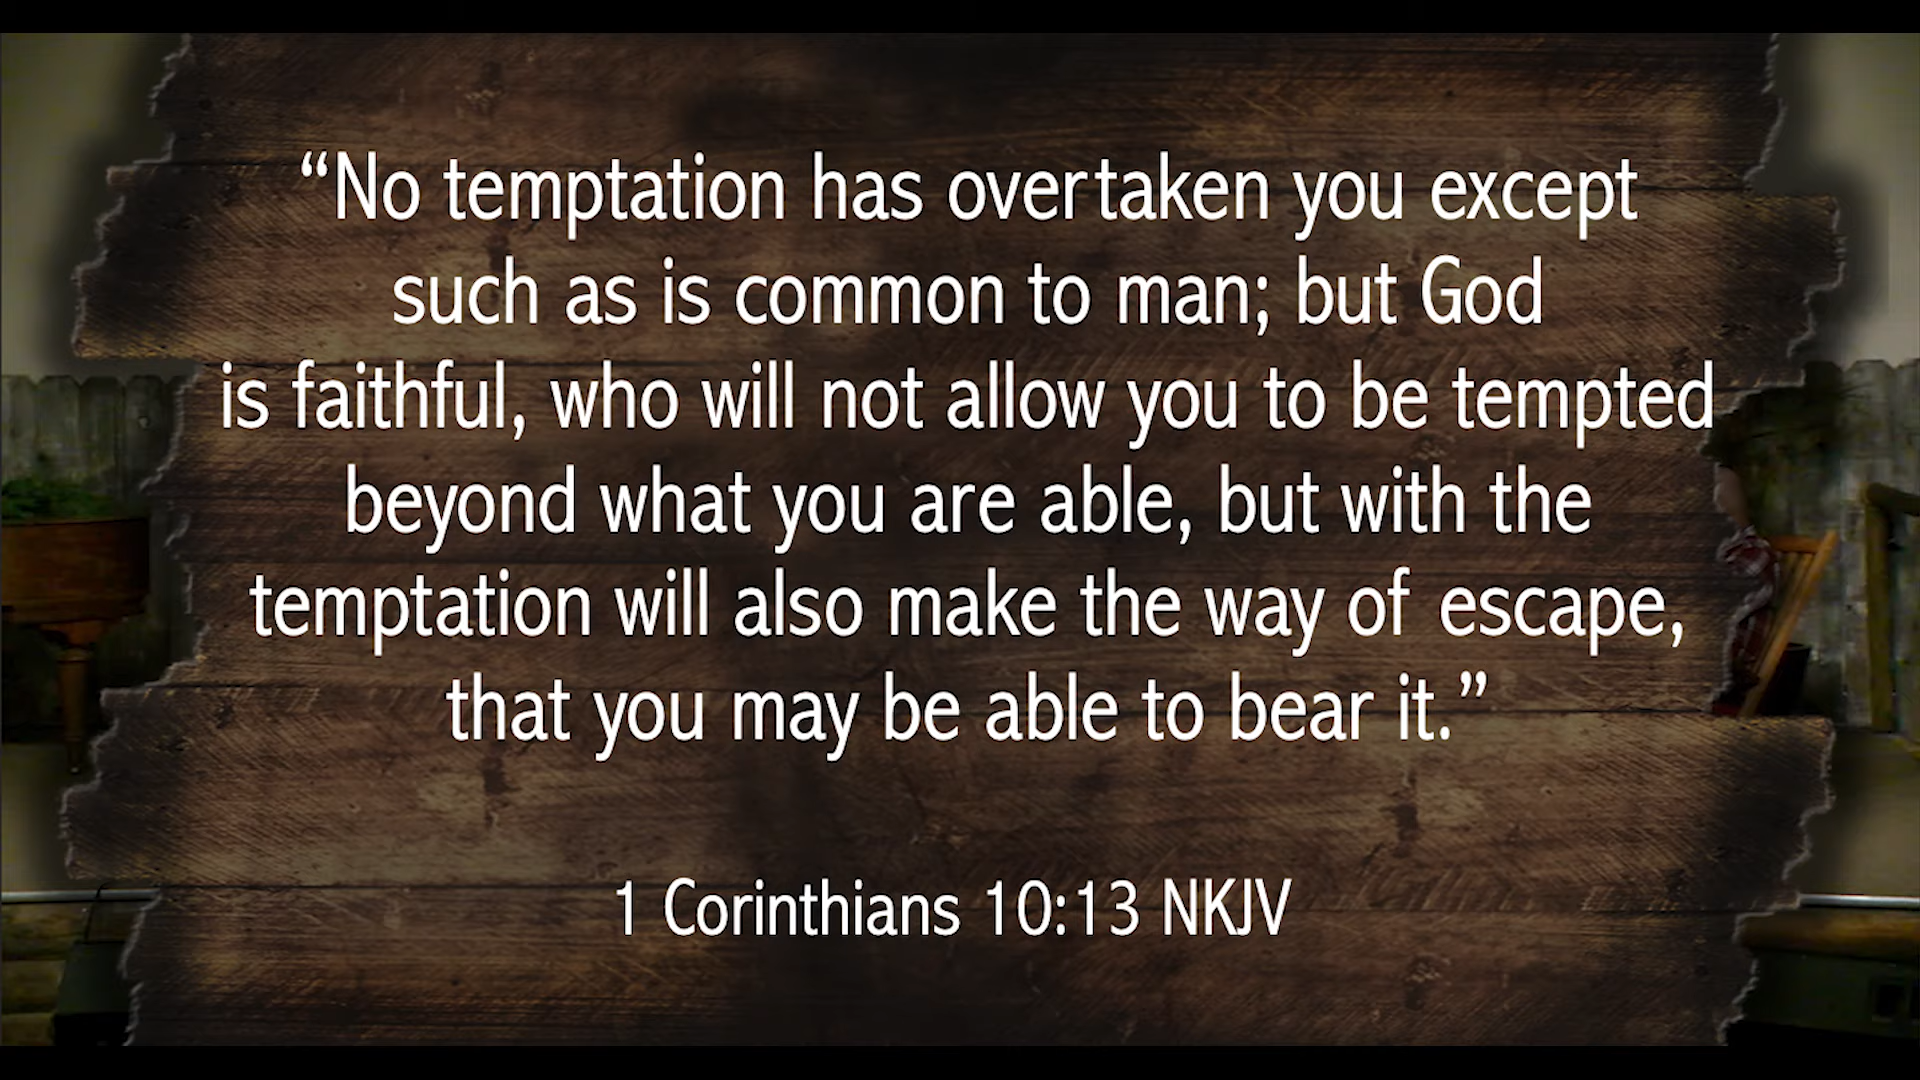 “No temptation has overtaken you except
such as is common to man; but God
is faithful, who will not allow you to be tempted
beyond what you are able, but with the
temptation will also make the way of escape,
that you may be able to bear it.”
1 Corinthians 10:13 NKJV